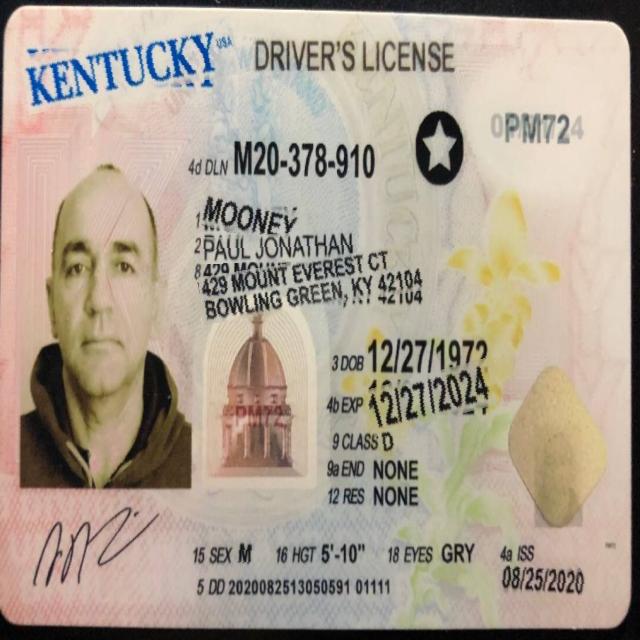 KENTUCKY USA DRIVER'S LICENSE
PM724
4d DLN M20-378-910
1 MOONEY
2 PAUL JONATHAN
8 429 MOUNT EVEREST CT
BOWLING GREEN, KY 42104
3 DOB 12/27/1972
4b EXP 12/27/2024
PM72
9 CLASS D
9a END NONE
12 RES NONE
15 SEX M 16 HGT 5'-10" 18 EYES GRY 4a ISS
08/25/2020
5 DD 2020082513050591 01111